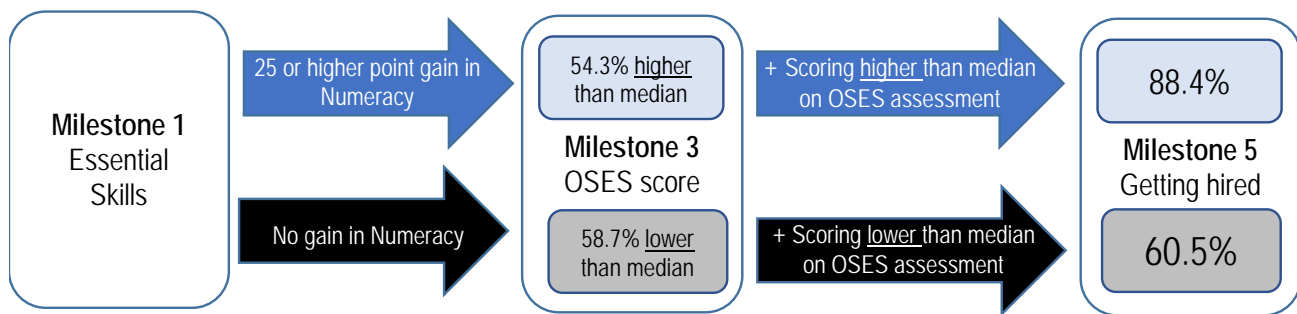 Milestone 1
Essential
Skills
25 or higher point gain in
Numeracy
No gain in Numeracy
54.3% higher
than median
Milestone 3
OSES score
58.7% lower
than median
+ Scoring higher than median
on OSES assessment
+ Scoring lower than median
on OSES assessment
88.4%
Milestone 5
Getting hired
60.5%